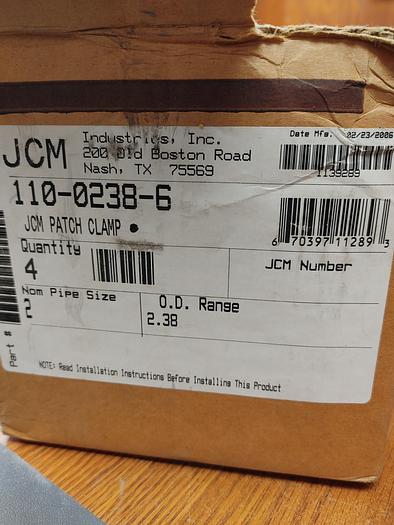 JCM Industries, Inc.
200 Old Boston Road
Nash, TX 75569
Date Mfg. 02/23/2006
1139289
110-0238-6
JCM PATCH CLAMP
6 70397 11289 3
Quantity
4
JCM Number
Nom Pipe Size
2
O.D. Range
2.38
Part #
NOTE: Read Installation Instructions Before Installing This Product